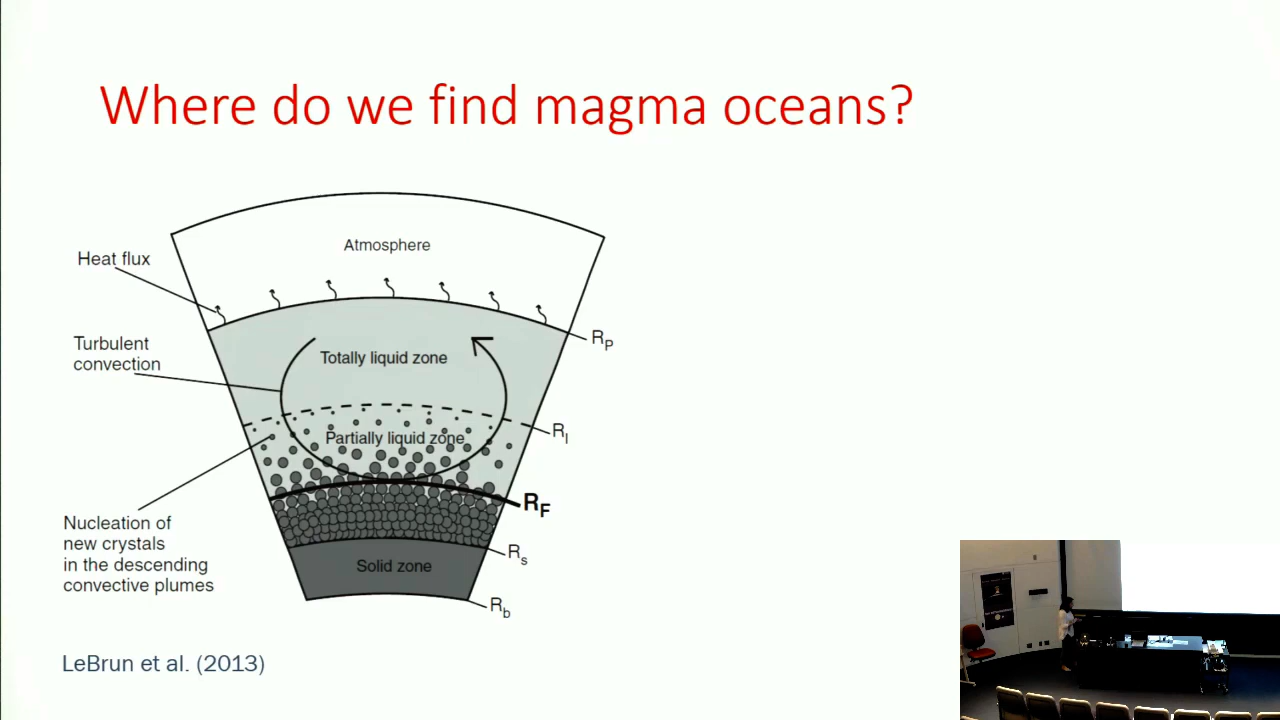 Where do we find magma oceans?
Atmosphere
Heat flux
R_P
Turbulent
convection
Totally liquid zone
R_l
Partially liquid zone
R_F
Nucleation of
new crystals
in the descending
convective plumes
R_s
Solid zone
R_b
LeBrun et al. (2013)